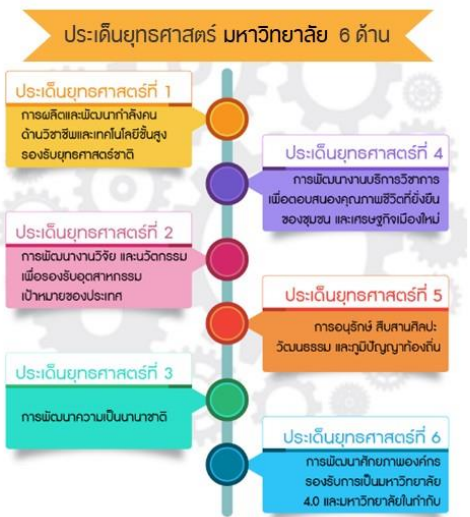 ประเด็นยุทธศาสตร์ มหาวิทยาลัย 6 ด้าน
ประเด็นยุทธศาสตร์ที่ 1
การผลิตและพัฒนากำลังคน
ด้านวิชาชีพและเทคโนโลยีชั้นสูง
รองรับยุทธศาสตร์ชาติ
ประเด็นยุทธศาสตร์ที่ 2
การพัฒนางานวิจัย และนวัตกรรม
เพื่อรองรับอุตสาหกรรม
เป้าหมายของประเทศ
ประเด็นยุทธศาสตร์ที่ 3
การพัฒนาความเป็นนานาชาติ
ประเด็นยุทธศาสตร์ที่ 4
การพัฒนางานบริการวิชาการ
เพื่อตอบสนองคุณภาพชีวิตที่ยั่งยืน
ของชุมชน และเศรษฐกิจเมืองใหม่
ประเด็นยุทธศาสตร์ที่ 5
การอนุรักษ์ สืบสานศิลปะ
วัฒนธรรม และภูมิปัญญาท้องถิ่น
ประเด็นยุทธศาสตร์ที่ 6
การพัฒนาศักยภาพองค์กร
รองรับการเป็นมหาวิทยาลัย
4.0 และมหาวิทยาลัยในกำกับ